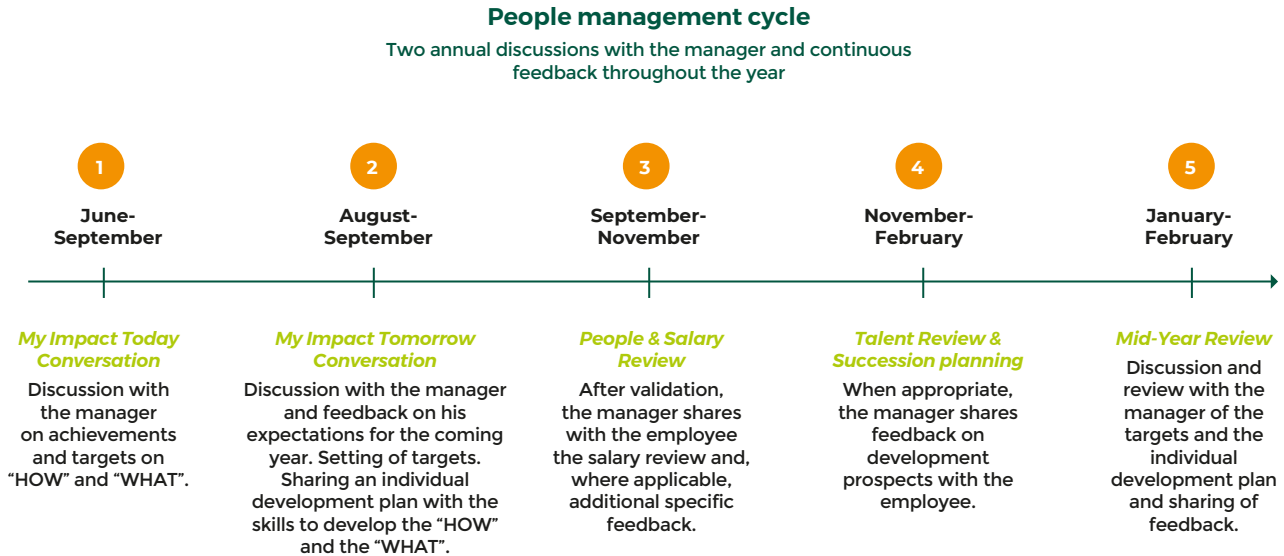 People management cycle
Two annual discussions with the manager and continuous
feedback throughout the year
1
June-
September
My Impact Today
Conversation
Discussion with
the manager
on achievements
and targets on
“HOW” and “WHAT”.
2
August-
September
My Impact Tomorrow
Conversation
Discussion with the manager
and feedback on his
expectations for the coming
year. Setting of targets.
Sharing an individual
development plan with the
skills to develop the “HOW”
and the “WHAT”.
3
September-
November
People & Salary
Review
After validation,
the manager shares
with the employee
the salary review and,
where applicable,
additional specific
feedback.
4
November-
February
Talent Review &
Succession planning
When appropriate,
the manager shares
feedback on
development
prospects with the
employee.
5
January-
February
Mid-Year Review
Discussion and
review with the
manager of the
targets and the
individual
development plan
and sharing of
feedback.